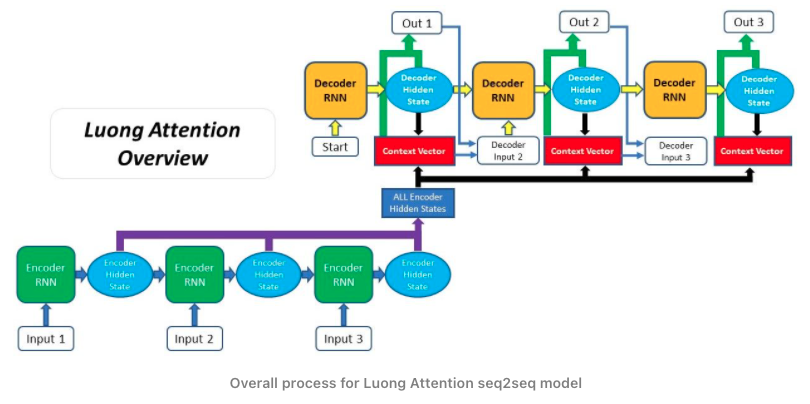 Out 1
Out 2
Out 3
Decoder
RNN
Decoder
Hidden
State
Decoder
RNN
Decoder
Hidden
State
Decoder
RNN
Decoder
Hidden
State
Luong Attention
Overview
Start
Context Vector
Decoder
Input 2
Context Vector
Decoder
Input 3
Context Vector
ALL Encoder
Hidden States
Encoder
RNN
Encoder
Hidden
State
Encoder
RNN
Encoder
Hidden
State
Encoder
RNN
Encoder
Hidden
State
Input 1
Input 2
Input 3
Overall process for Luong Attention seq2seq model